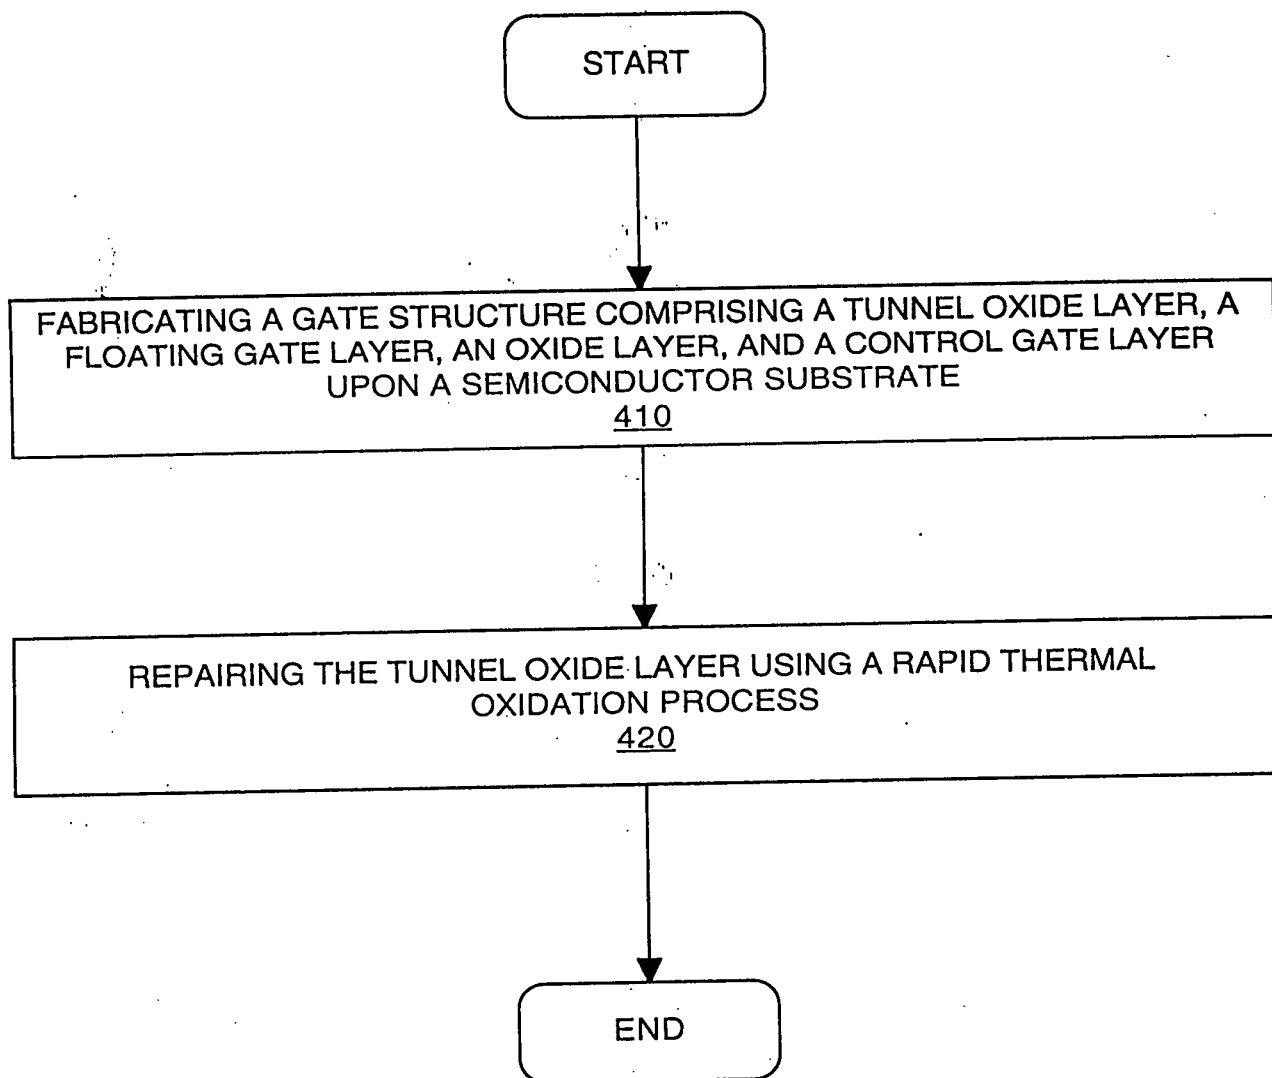 START
FABRICATING A GATE STRUCTURE COMPRISING A TUNNEL OXIDE LAYER, A
FLOATING GATE LAYER, AN OXIDE LAYER, AND A CONTROL GATE LAYER
UPON A SEMICONDUCTOR SUBSTRATE
410
REPAIRING THE TUNNEL OXIDE LAYER USING A RAPID THERMAL
OXIDATION PROCESS
420
END